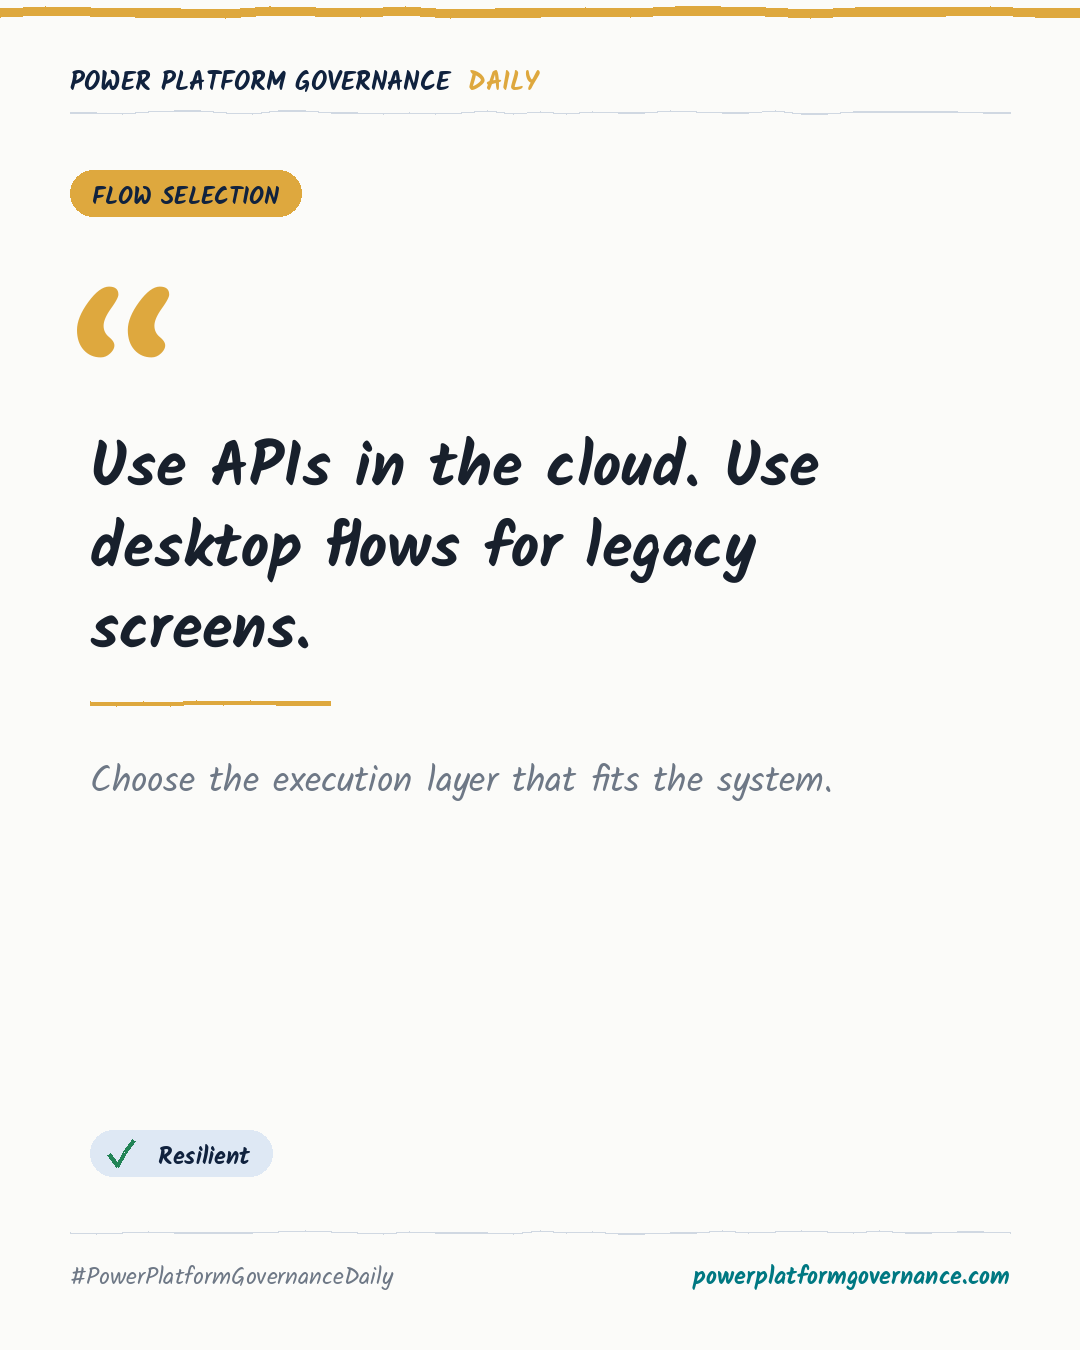 POWER PLATFORM GOVERNANCE DAILY
FLOW SELECTION
“
Use APIs in the cloud. Use
desktop flows for legacy
screens.
Choose the execution layer that fits the system.
Resilient
#PowerPlatformGovernanceDaily
powerplatformgovernance.com